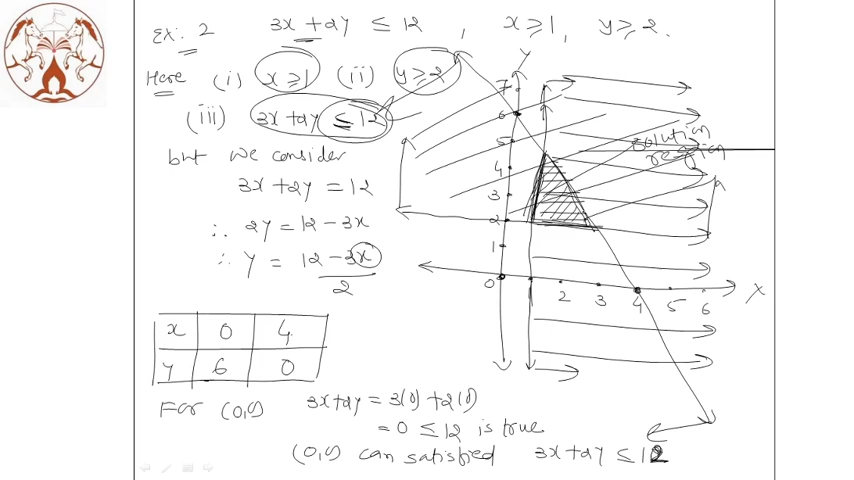 Ex: 2 3x + 2y ≤ 12 , x ≥ 1 , y ≥ 2.
Here (i) x ≥ 1 (ii) y ≥ 2
(iii) 3x + 2y ≤ 12
but we consider
3x + 2y = 12
∴ 2y = 12 - 3x
∴ y = 12 - 3x
2
x 0 4
y 6 0
For (0,0) 3x + 2y = 3(0) + 2(0)
= 0 ≤ 12 is true
(0,0) can satisfied 3x + 2y ≤ 12
Y
7
6
5
4
3
2
1
0 2 3 4 5 6 X
solution
region